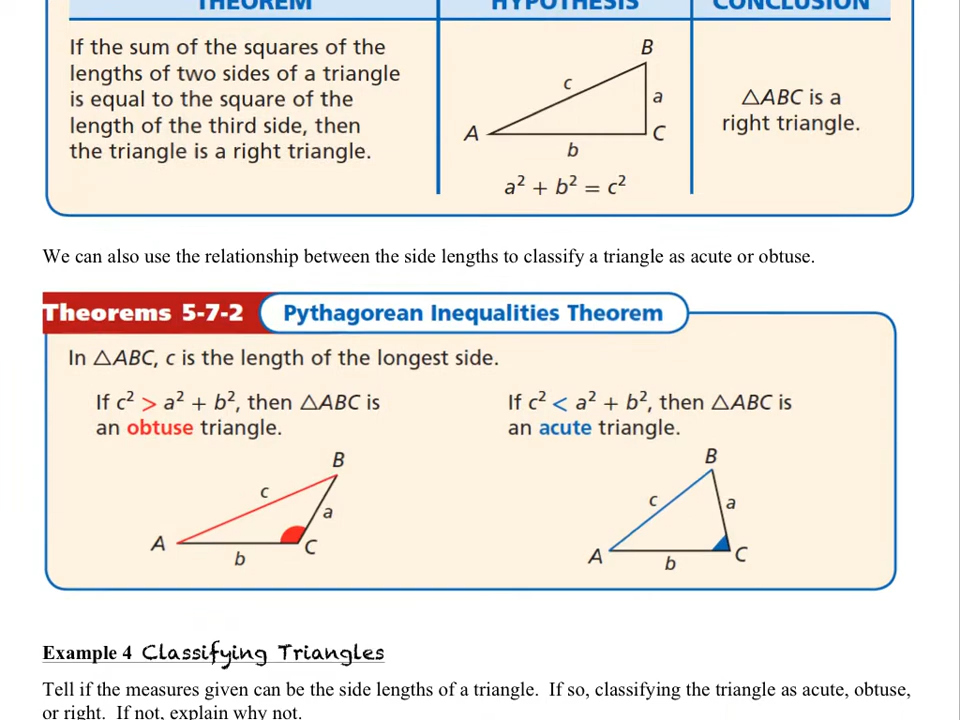 THEOREM HYPOTHESIS CONCLUSION
If the sum of the squares of the
lengths of two sides of a triangle
is equal to the square of the
length of the third side, then
the triangle is a right triangle.
B
c
a
A
C
b
a² + b² = c²
△ABC is a
right triangle.
We can also use the relationship between the side lengths to classify a triangle as acute or obtuse.
Theorems 5-7-2 Pythagorean Inequalities Theorem
In △ABC, c is the length of the longest side.
If c² > a² + b², then △ABC is
an obtuse triangle.
B
c
a
A
C
b
If c² < a² + b², then △ABC is
an acute triangle.
B
c
a
A
C
b
Example 4 Classifying Triangles
Tell if the measures given can be the side lengths of a triangle. If so, classifying the triangle as acute, obtuse,
or right. If not, explain why not.